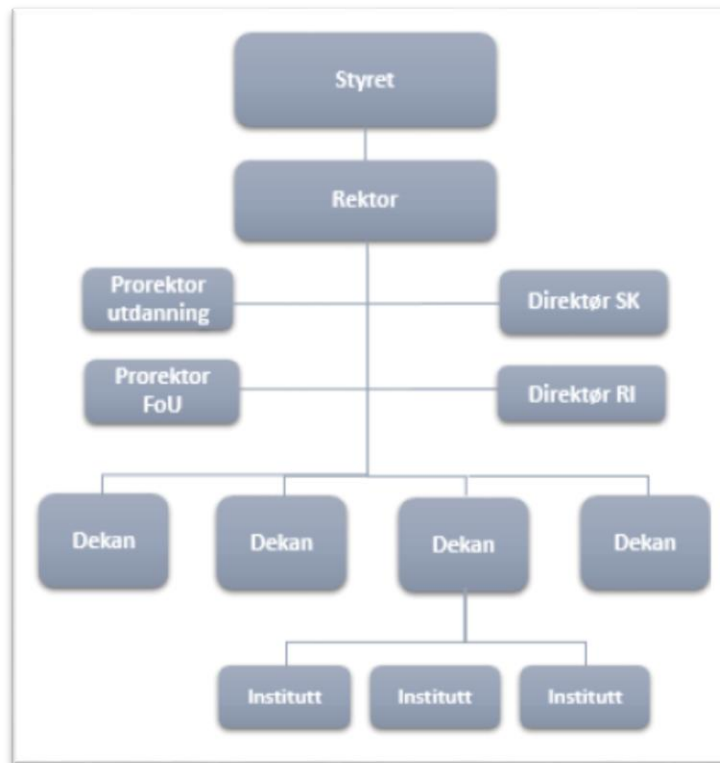 Styret
Rektor
Prorektor
utdanning
Direktør SK
Prorektor
FoU
Direktør RI
Dekan
Dekan
Dekan
Dekan
Institutt
Institutt
Institutt